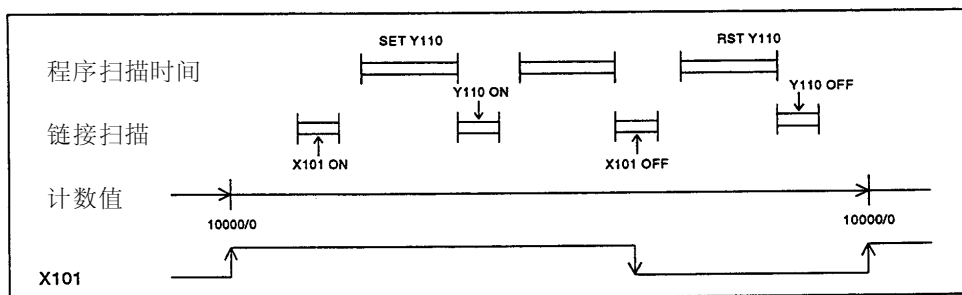 SET Y110
RST Y110
程序扫描时间
Y110 ON
Y110 OFF
链接扫描
X101 ON
X101 OFF
计数值
10000/0
10000/0
X101